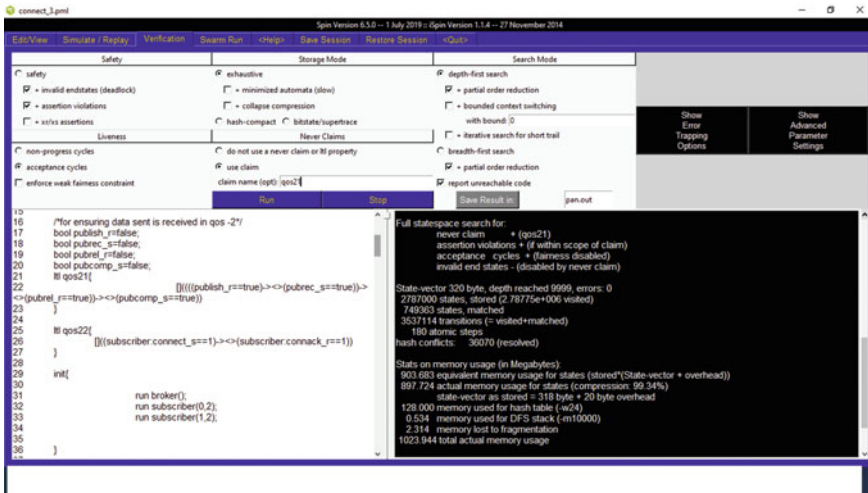 connect_3.pml
Spin Version 6.5.0 -- 1 July 2019 :: iSpin Version 1.1.4 -- 27 November 2014
Edit/View Simulate / Replay Verification Swarm Run <Help> Save Session Restore Session <Quit>
Safety Storage Mode Search Mode
safety exhaustive depth-first search
+ invalid endstates (deadlock) + minimized automata (slow) + partial order reduction
+ assertion violations + collapse compression + bounded context switching
+ xr/xs assertions hash-compact bitstate/supertrace with bound: 0
Liveness Never Claims + iterative search for short trail
non-progress cycles do not use a never claim or ltl property breadth-first search
acceptance cycles use claim + partial order reduction
enforce weak fairness constraint claim name (opt): qos21 report unreachable code
Run Stop Save Result in: pan.out
Show Error Trapping Options
Show Advanced Parameter Settings
15
16 /*for ensuring data sent is received in qos -2*/
17 bool publish_r=false;
18 bool pubrec_s=false;
19 bool pubrel_r=false;
20 bool pubcomp_s=false;
21 ltl qos21{
22 []((((publish_r==true)-><>(pubrec_s==true))->
<>(pubrel_r==true))-><>(pubcomp_s==true))
23 }
24
25 ltl qos22{
26 []((subscriber:connect_s==1)-><>(subscriber:connack_r==1))
27 }
28
29 init{
30
31 run broker();
32 run subscriber(0,2);
33 run subscriber(1,2);
34
35
36 }
Full statespace search for:
never claim + (qos21)
assertion violations + (if within scope of claim)
acceptance cycles + (fairness disabled)
invalid end states - (disabled by never claim)
State-vector 320 byte, depth reached 9999, errors: 0
2787000 states, stored (2.78775e+006 visited)
749363 states, matched
3537114 transitions (= visited+matched)
180 atomic steps
hash conflicts: 36070 (resolved)
Stats on memory usage (in Megabytes):
903.683 equivalent memory usage for states (stored*(State-vector + overhead))
897.724 actual memory usage for states (compression: 99.34%)
state-vector as stored = 318 byte + 20 byte overhead
128.000 memory used for hash table (-w24)
0.534 memory used for DFS stack (-m10000)
2.314 memory lost to fragmentation
1023.944 total actual memory usage